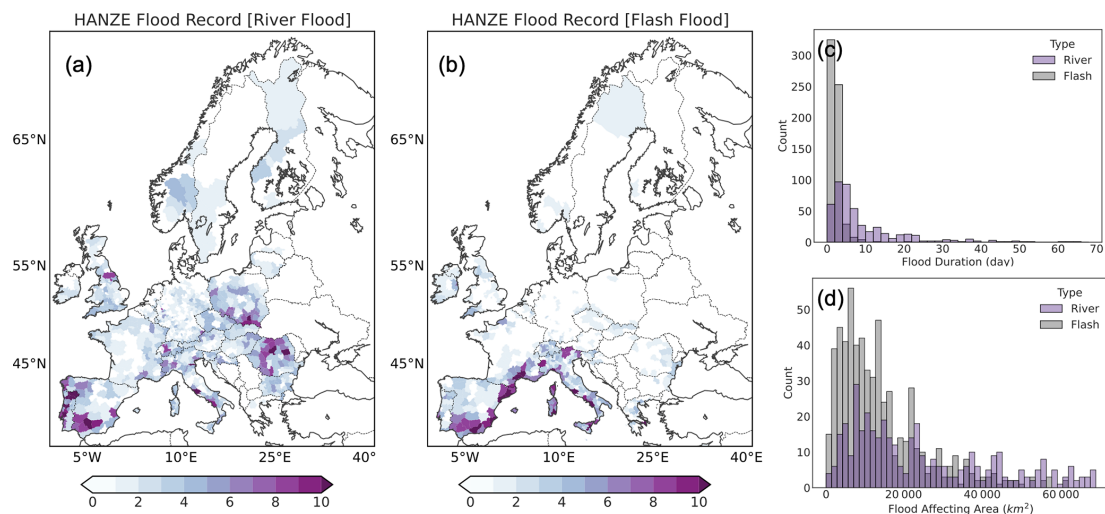 HANZE Flood Record [River Flood]
(a)
65°N
55°N
45°N
5°W 10°E 25°E 40°E
0 2 4 6 8 10
HANZE Flood Record [Flash Flood]
(b)
65°N
55°N
45°N
5°W 10°E 25°E 40°
0 2 4 6 8 10
(c)
Type
River
Flash
Count
300
250
200
150
100
50
0
0 10 20 30 40 50 60 70
Flood Duration (day)
(d)
Type
River
Flash
Count
50
40
30
20
10
0
0 20 000 40 000 60 000
Flood Affecting Area (km²)